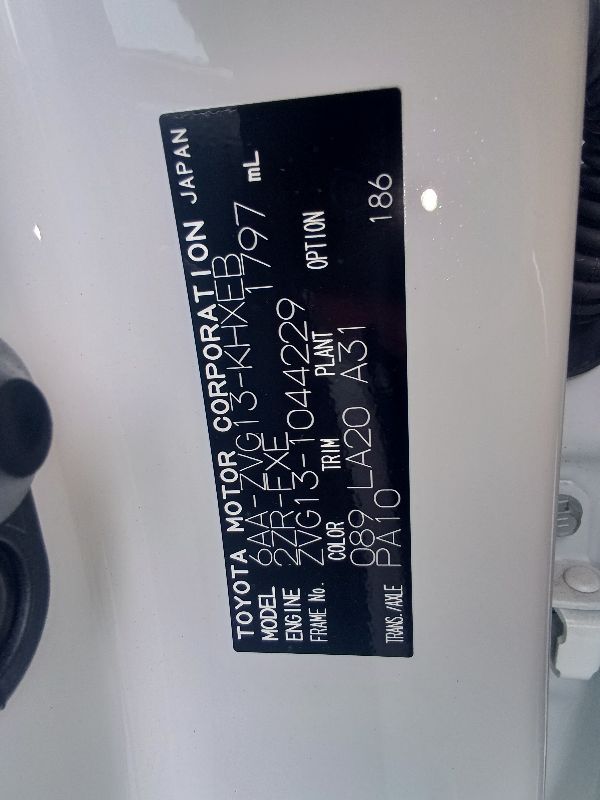 TOYOTA MOTOR CORPORATION JAPAN
MODEL 6AA-ZVG13-KHXEB
ENGINE 2ZR-FXE 1797 mL
FRAME No. ZVG13-1044229
COLOR TRIM PLANT OPTION
089 LA20 A31
TRANS./AXLE PA10 186